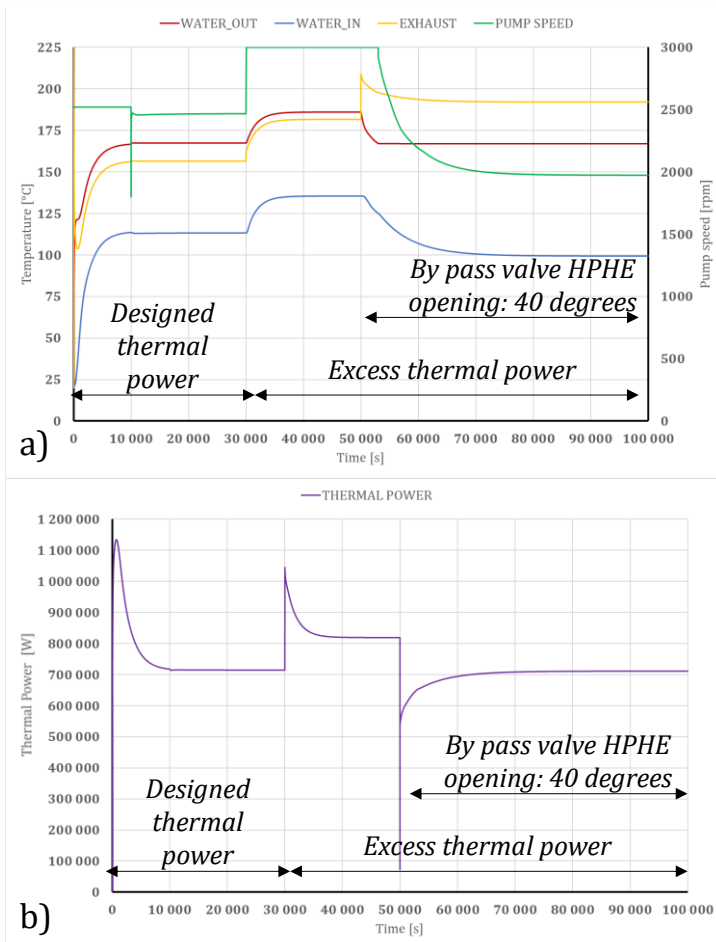 WATER_OUT WATER_IN EXHAUST PUMP SPEED
225
200
175
150
125
100
75
50
25
0
Temperature [°C]
3000
2500
2000
1500
1000
500
0
Pump speed [rpm]
By pass valve HPHE
opening: 40 degrees
Designed
thermal
power
Excess thermal power
0 10 000 20 000 30 000 40 000 50 000 60 000 70 000 80 000 90 000 100 000
Time [s]
a)
THERMAL POWER
1 200 000
1 100 000
1 000 000
900 000
800 000
700 000
600 000
500 000
400 000
300 000
200 000
100 000
0
Thermal Power [W]
By pass valve HPHE
opening: 40 degrees
Designed
thermal
power
Excess thermal power
0 10 000 20 000 30 000 40 000 50 000 60 000 70 000 80 000 90 000 100 000
Time [s]
b)